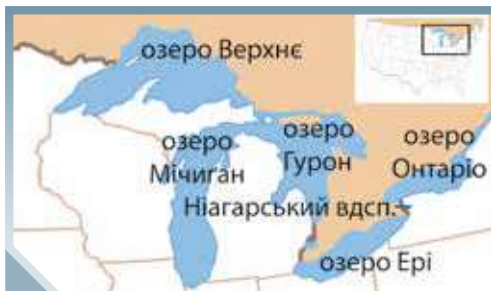 озеро Верхнє
озеро
Мічиган
озеро
Гурон
озеро
Онтаріо
Ніагарський вдсп.
озеро Ері